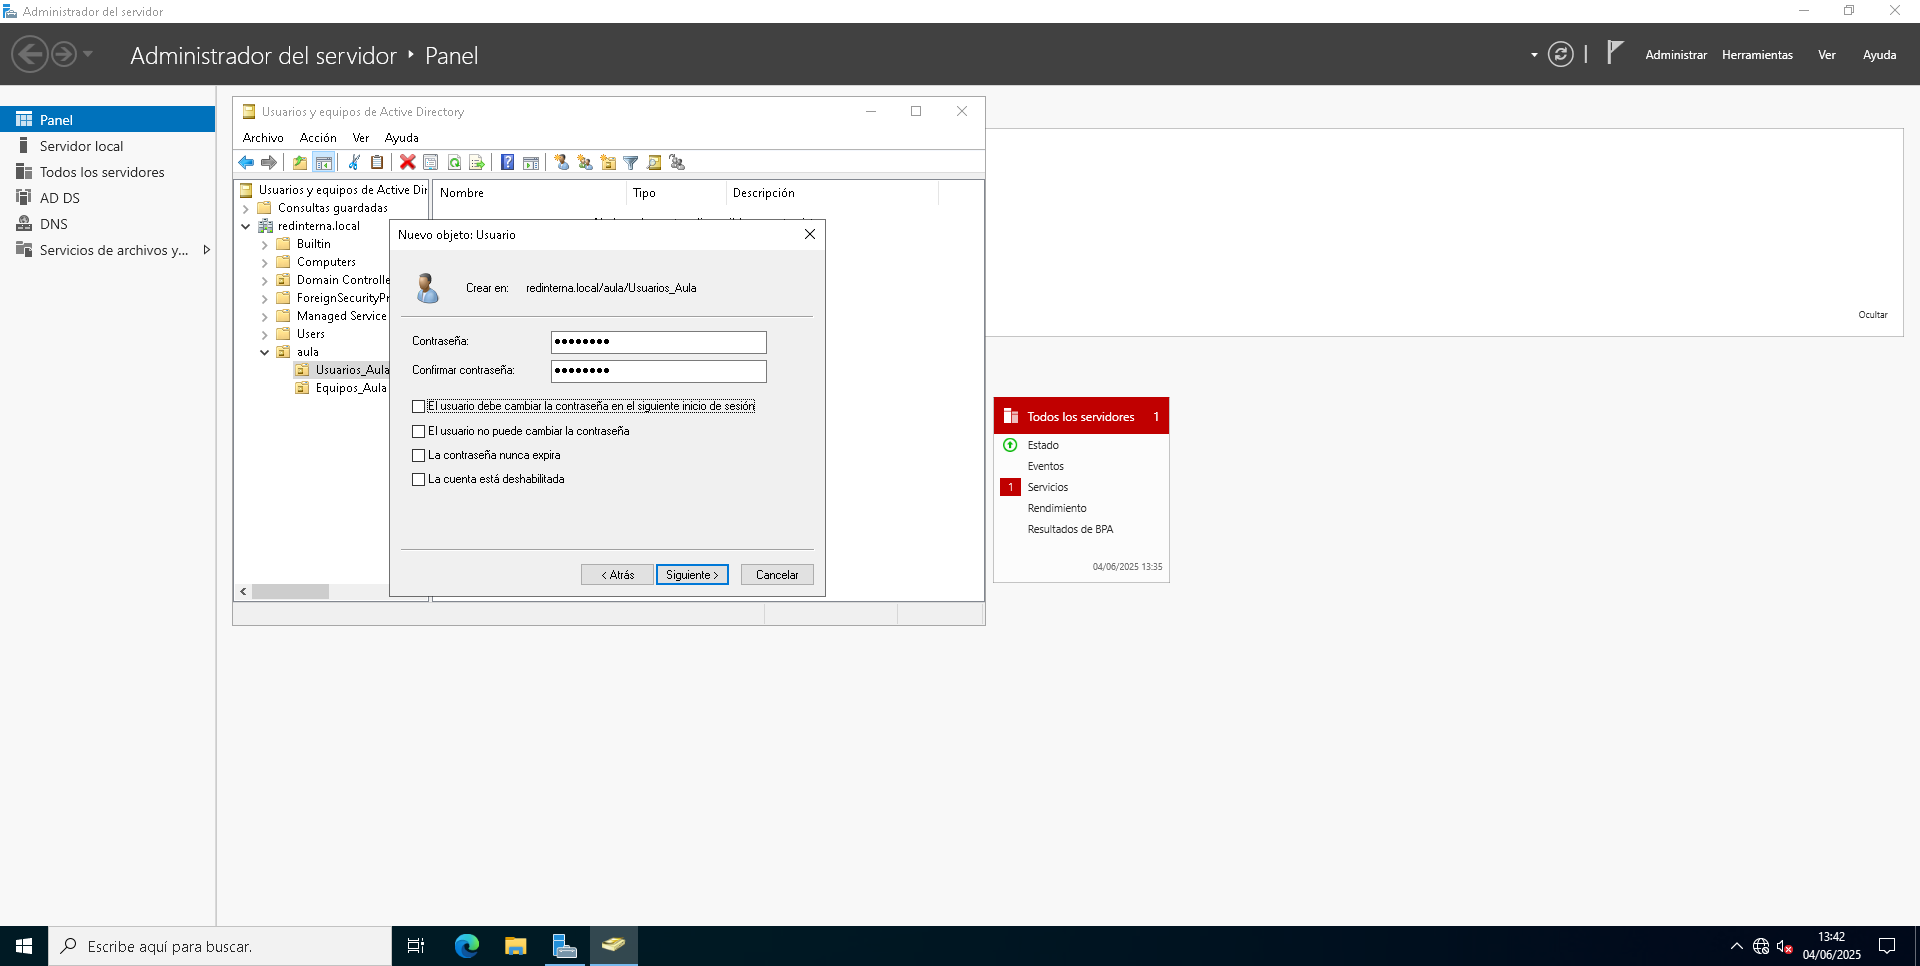 Administrador del servidor
Administrador del servidor ‣ Panel
Administrar Herramientas Ver Ayuda
Panel
Servidor local
Todos los servidores
AD DS
DNS
Servicios de archivos y...
Usuarios y equipos de Active Directory
Archivo Acción Ver Ayuda
Usuarios y equipos de Active Dir
Consultas guardadas
redinterna.local
Builtin
Computers
Domain Controlle
ForeignSecurityPr
Managed Service
Users
aula
Usuarios_Aula
Equipos_Aula
Nombre Tipo Descripción
Nuevo objeto: Usuario
Crear en: redinterna.local/aula/Usuarios_Aula
Contraseña: ●●●●●●●●
Confirmar contraseña: ●●●●●●●●
El usuario debe cambiar la contraseña en el siguiente inicio de sesión
El usuario no puede cambiar la contraseña
La contraseña nunca expira
La cuenta está deshabilitada
< Atrás Siguiente > Cancelar
Ocultar
Todos los servidores 1
Estado
Eventos
1 Servicios
Rendimiento
Resultados de BPA
04/06/2025 13:35
Escribe aquí para buscar.
13:42
04/06/2025